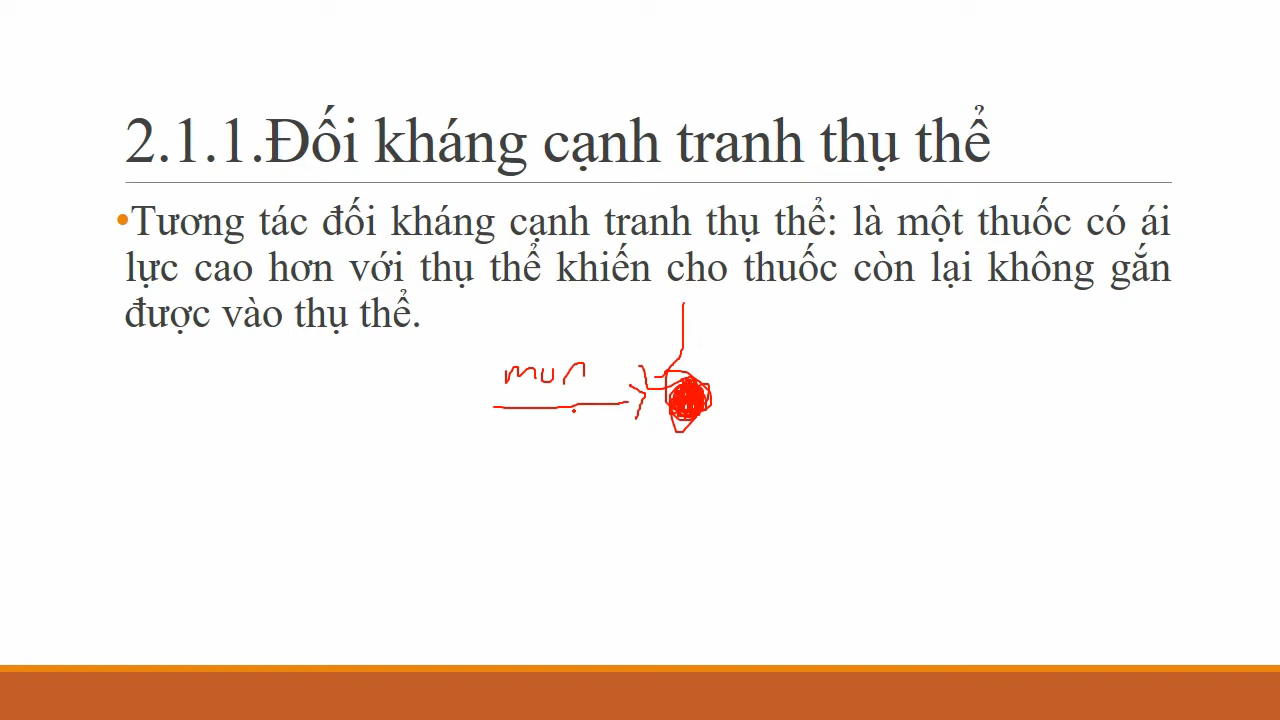 2.1.1.Đối kháng cạnh tranh thụ thể
•Tương tác đối kháng cạnh tranh thụ thể: là một thuốc có ái
lực cao hơn với thụ thể khiến cho thuốc còn lại không gắn
được vào thụ thể.